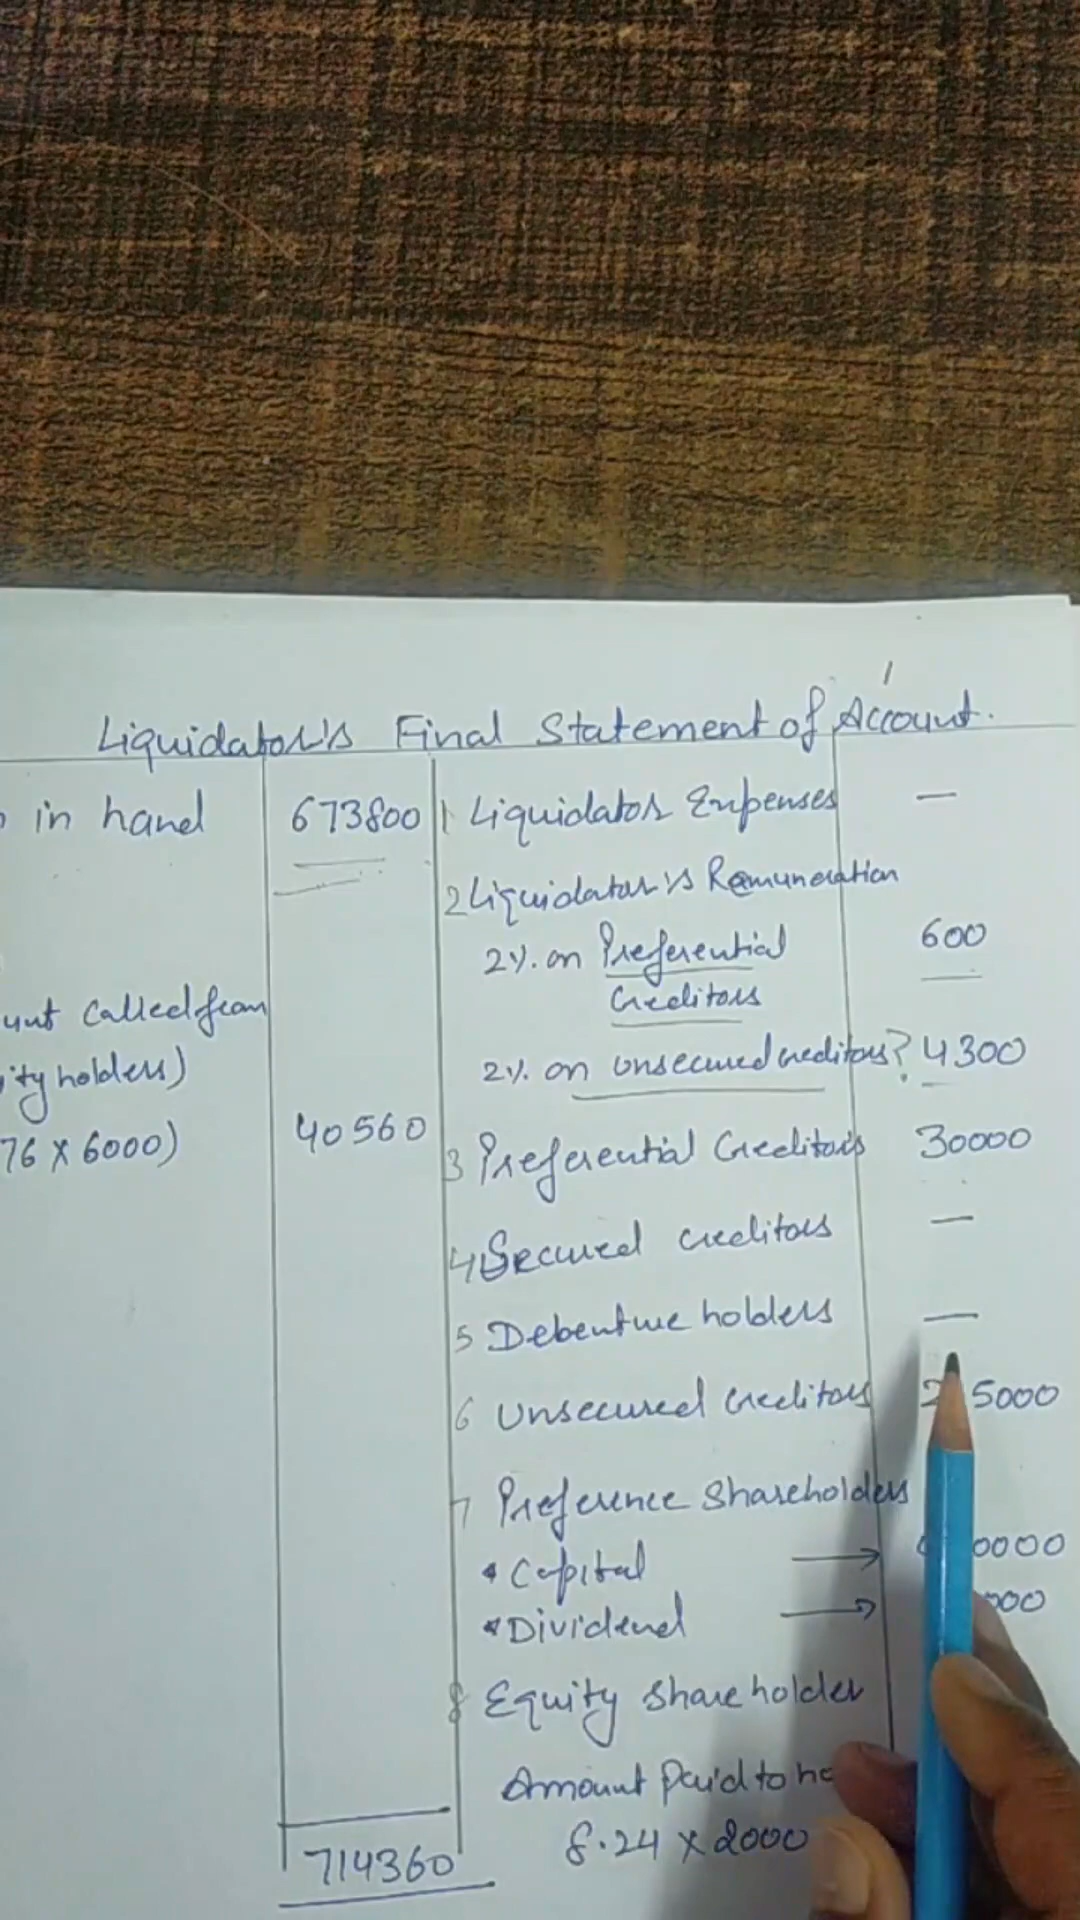 Liquidator's Final Statement of Account.
in hand 673800 1 Liquidator Expenses —
2 Liquidator's Remuneration
2%. on Preferential 600
Creditors
unt Called from
2%. on unsecured creditors? 4300
ity holders)
76 X 6000) 40560
3 Preferential Creditors 30000
4 Secured creditors —
5 Debenture holders —
6 Unsecured Creditors 5000
7 Preference Shareholders
* Capital → 0000
* Dividend → 000
8 Equity Shareholder
Amount Paid to
8.24 X 2000
714360